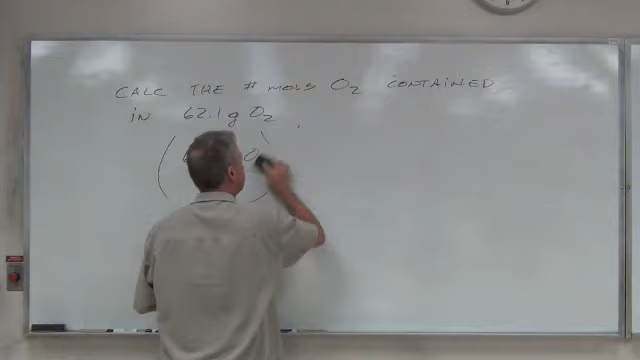 CALC THE # MOLS O₂ CONTAINED
IN 62.1 g O₂